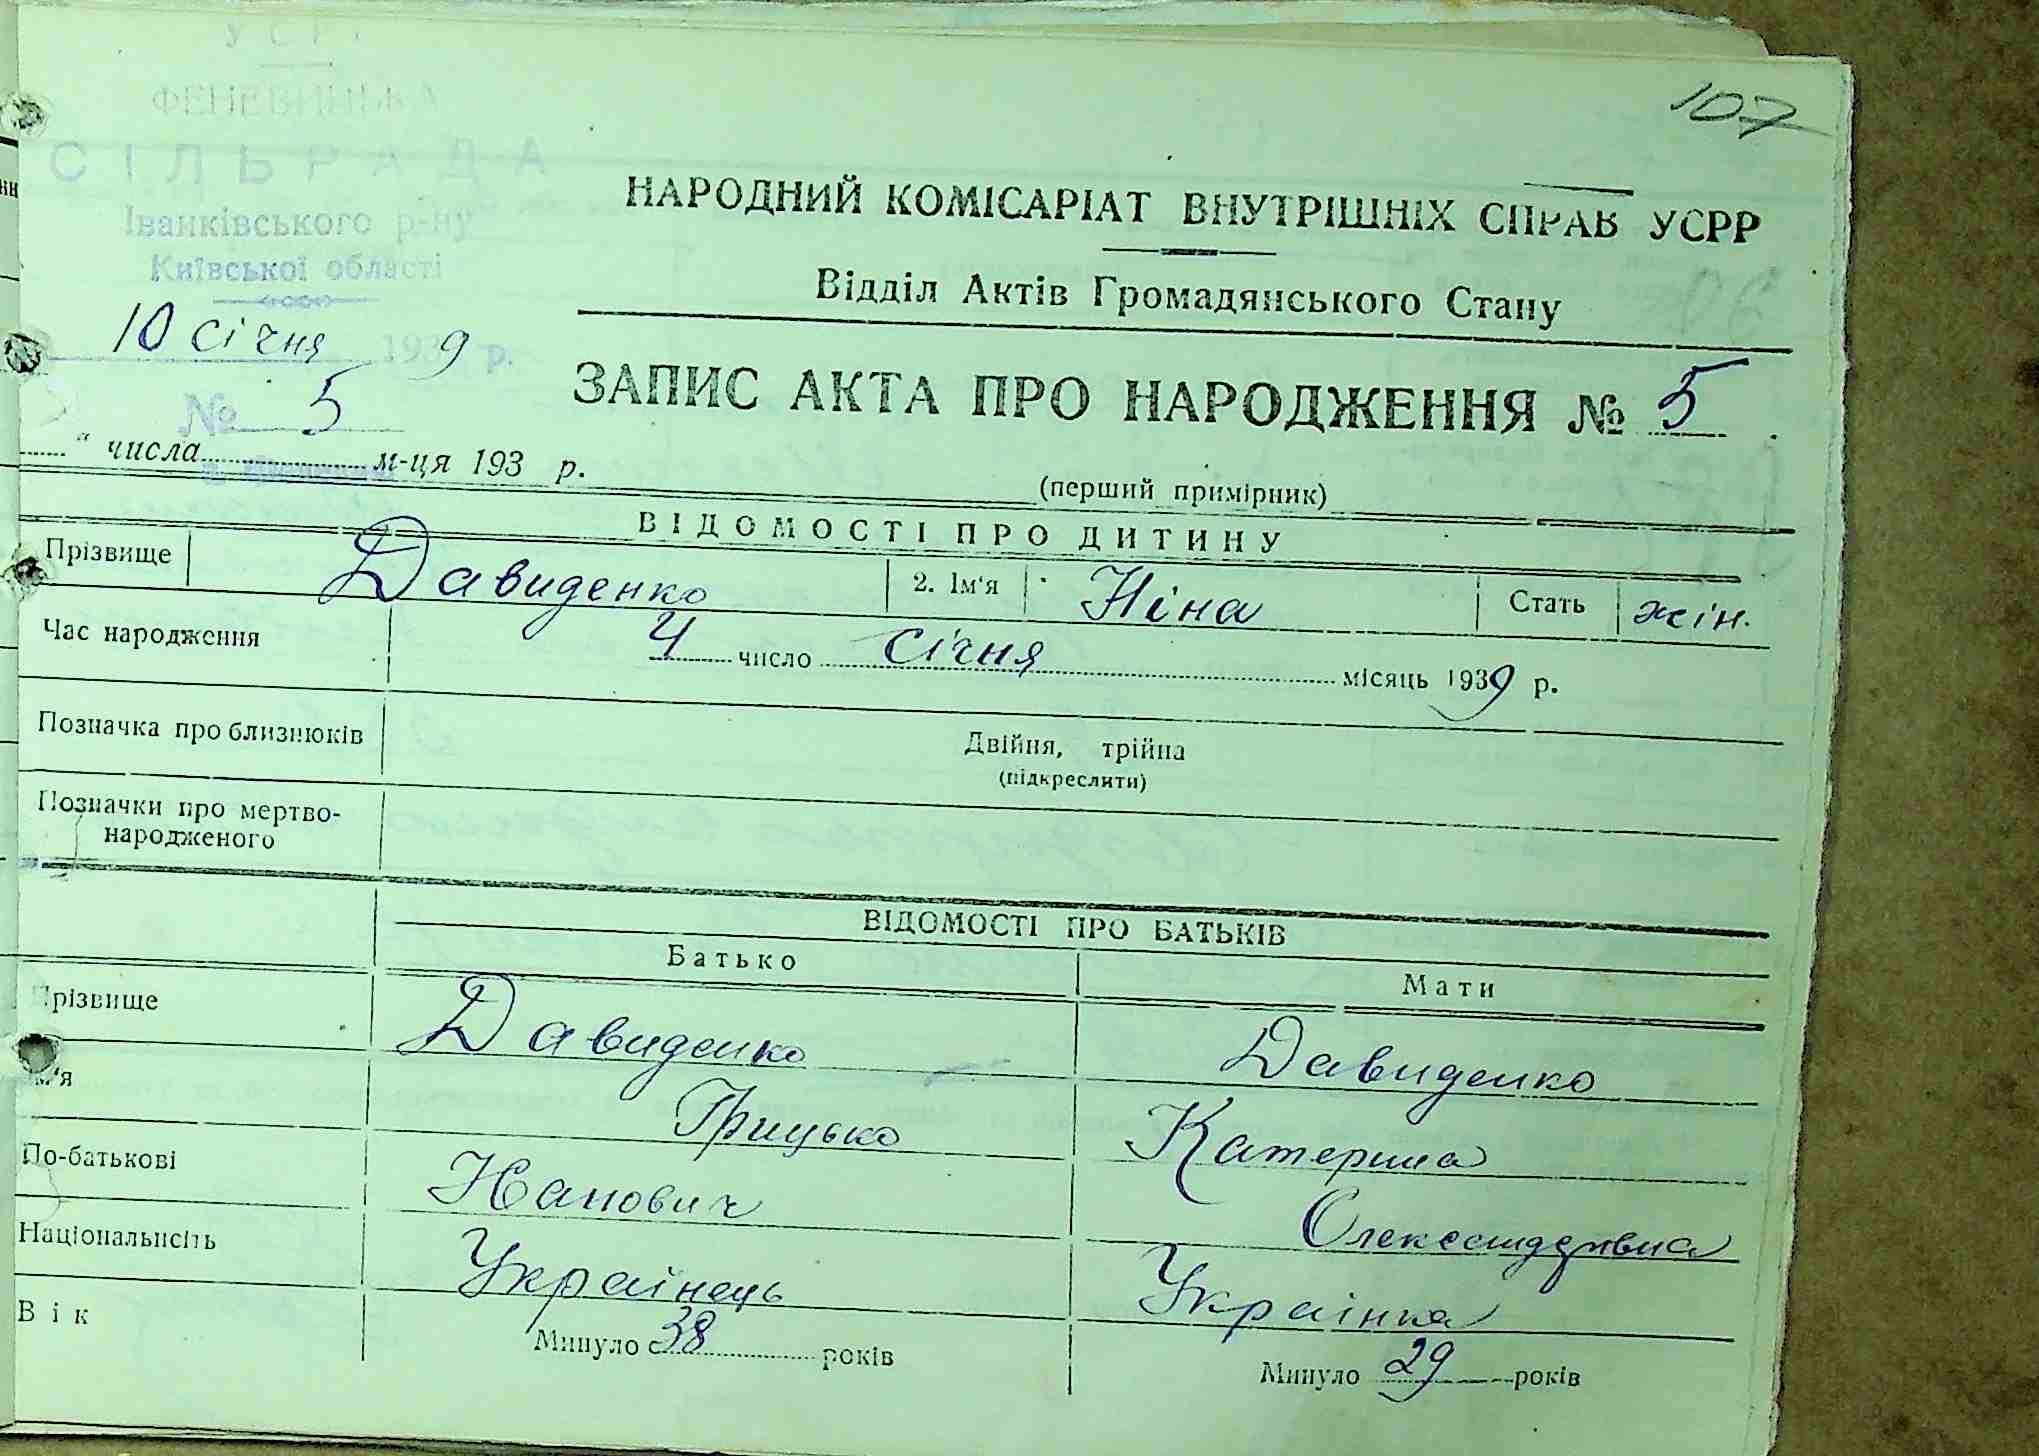 107
УСРР
ФЕНЕВИЦЬКА
СІЛЬРАДА
Іванківського р-ну
Київської області
10 січня 1939 р.
№ 5
НАРОДНИЙ КОМІСАРІАТ ВНУТРІШНІХ СПРАВ УСРР
Відділ Актів Громадянського Стану
ЗАПИС АКТА ПРО НАРОДЖЕННЯ № 5
" числа м-ця 193 р.
(перший примірник)
ВІДОМОСТІ ПРО ДИТИНУ
Прізвище Давиденко 2. Ім'я Ніна Стать жін.
Час народження 4 число січня місяць 1939 р.
Позначка про близнюків Двійня, трійна
(підкреслити)
Позначки про мертво-
народженого
ВІДОМОСТІ ПРО БАТЬКІВ
Батько Мати
Прізвище Давиденко Давиденко
Ім'я Грицько Катерина
По-батькові Олександрівна
Національність Українець Украінка
Вік Минуло 38 років Минуло 29 років